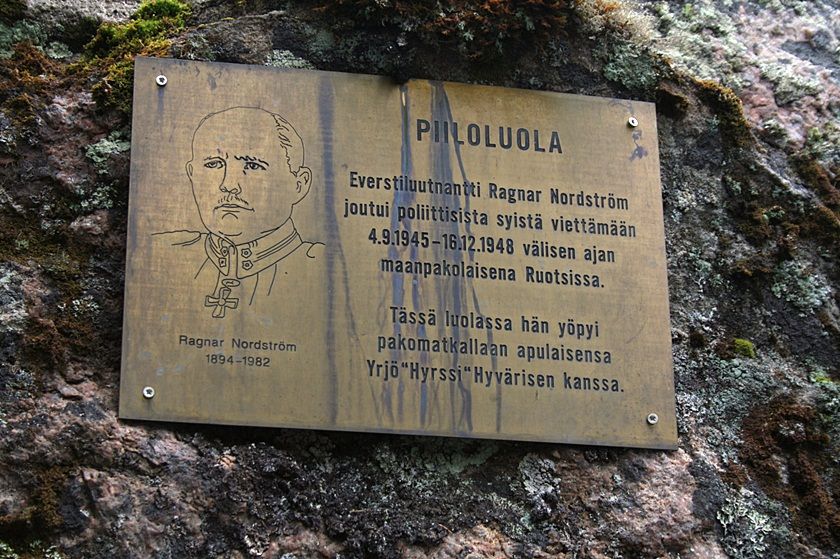 PIILOLUOLA
Everstiluutnantti Ragnar Nordström
joutui poliittisista syistä viettämään
4.9.1945-16.12.1948 välisen ajan
maanpakolaisena Ruotsissa.
Tässä luolassa hän yöpyi
pakomatkallaan apulaisensa
Yrjö"Hyrssi"Hyvärisen kanssa.
Ragnar Nordström
1894-1982